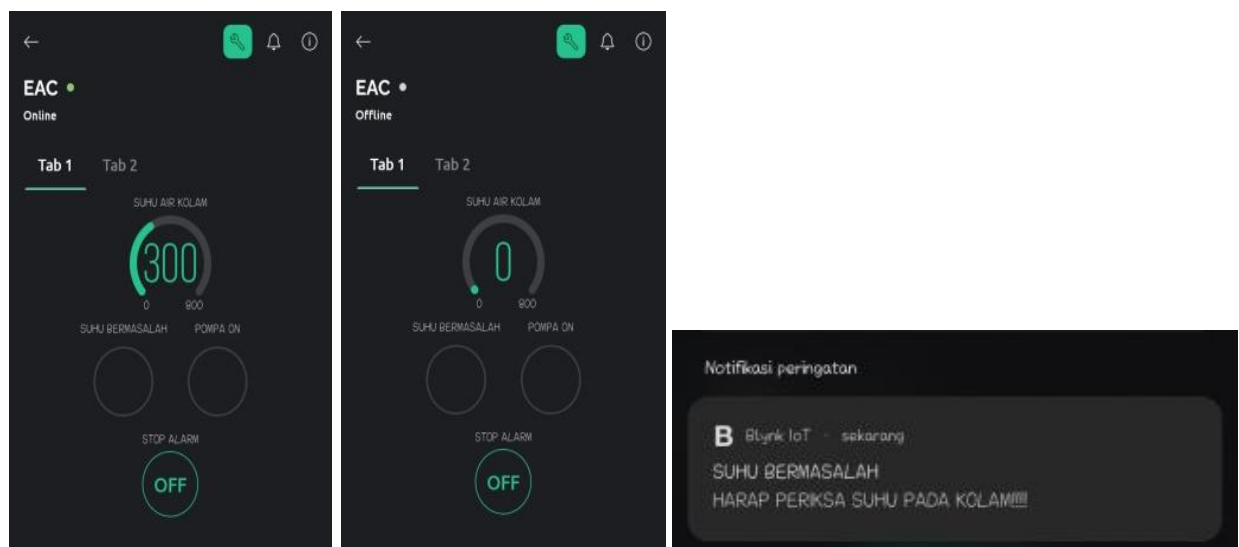 EAC
Online
Tab 1 Tab 2
SUHU AIR KOLAM
300
0 800
SUHU BERMASALAH POMPA ON
STOP ALARM
OFF
EAC
Offline
Tab 1 Tab 2
SUHU AIR KOLAM
0
0 800
SUHU BERMASALAH POMPA ON
STOP ALARM
OFF
Notifikasi peringatan
B Blynk IoT - sekarang
SUHU BERMASALAH
HARAP PERIKSA SUHU PADA KOLAM!!!!!